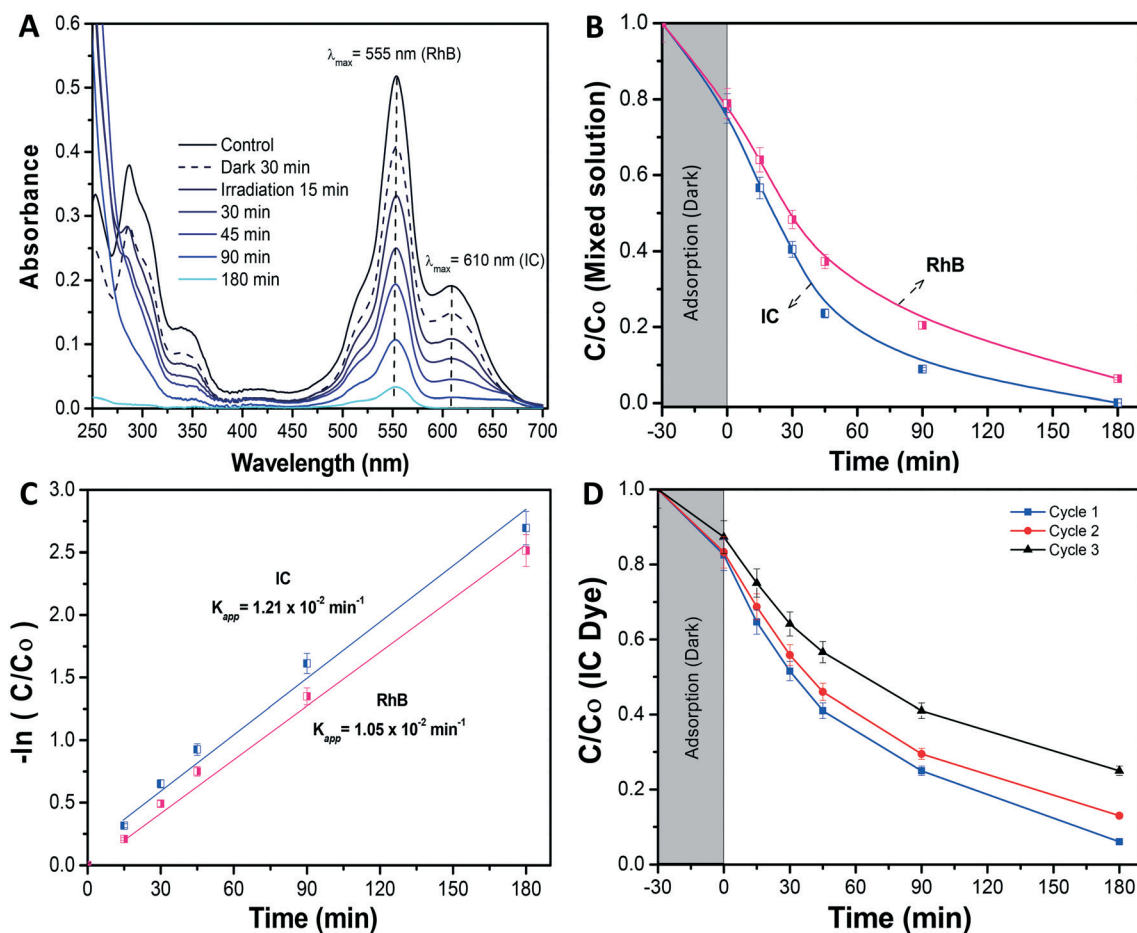 A
0.6
0.5
0.4
0.3
0.2
0.1
0.0
Absorbance
λmax= 555 nm (RhB)
Control
Dark 30 min
Irradiation 15 min
30 min
45 min
90 min
180 min
λmax= 610 nm (IC)
250 300 350 400 450 500 550 600 650 700
Wavelength (nm)
B
1.0
0.8
0.6
0.4
0.2
0.0
C/Co (Mixed solution)
Adsorption (Dark)
RhB
IC
-30 0 30 60 90 120 150 180
Time (min)
C
3.0
2.5
2.0
1.5
1.0
0.5
0.0
-ln ( C/Co)
IC
Kapp= 1.21 x 10-2 min-1
RhB
Kapp= 1.05 x 10-2 min-1
0 30 60 90 120 150 180
Time (min)
D
1.0
0.8
0.6
0.4
0.2
0.0
C/Co (IC Dye)
Adsorption (Dark)
Cycle 1
Cycle 2
Cycle 3
-30 0 30 60 90 120 150 180
Time (min)